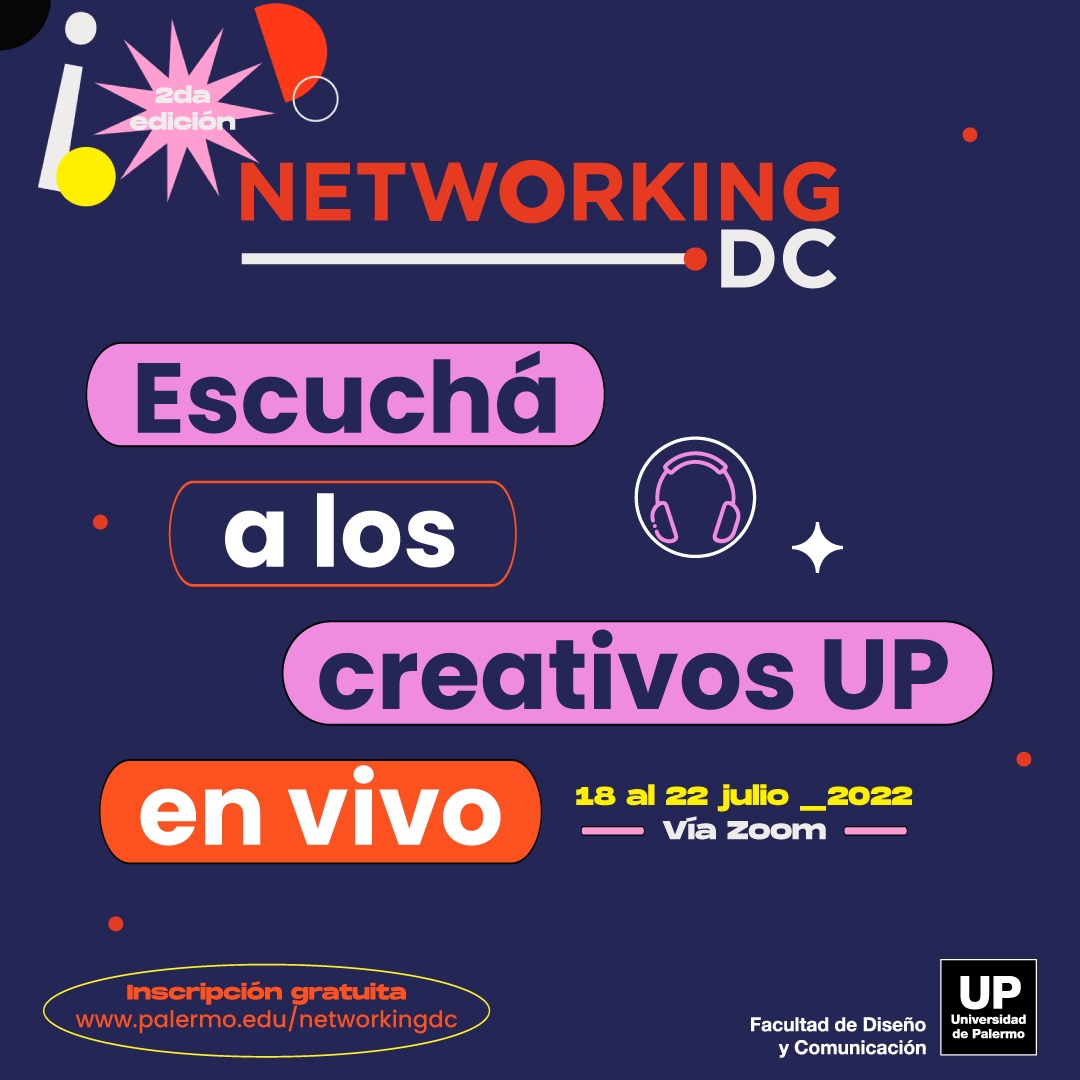 2da
edición
NETWORKING
DC
Escuchá
a los
creativos UP
en vivo
18 al 22 julio _2022
Vía Zoom
Inscripción gratuita
www.palermo.edu/networkingdc
Facultad de Diseño
y Comunicación
UP
Universidad
de Palermo